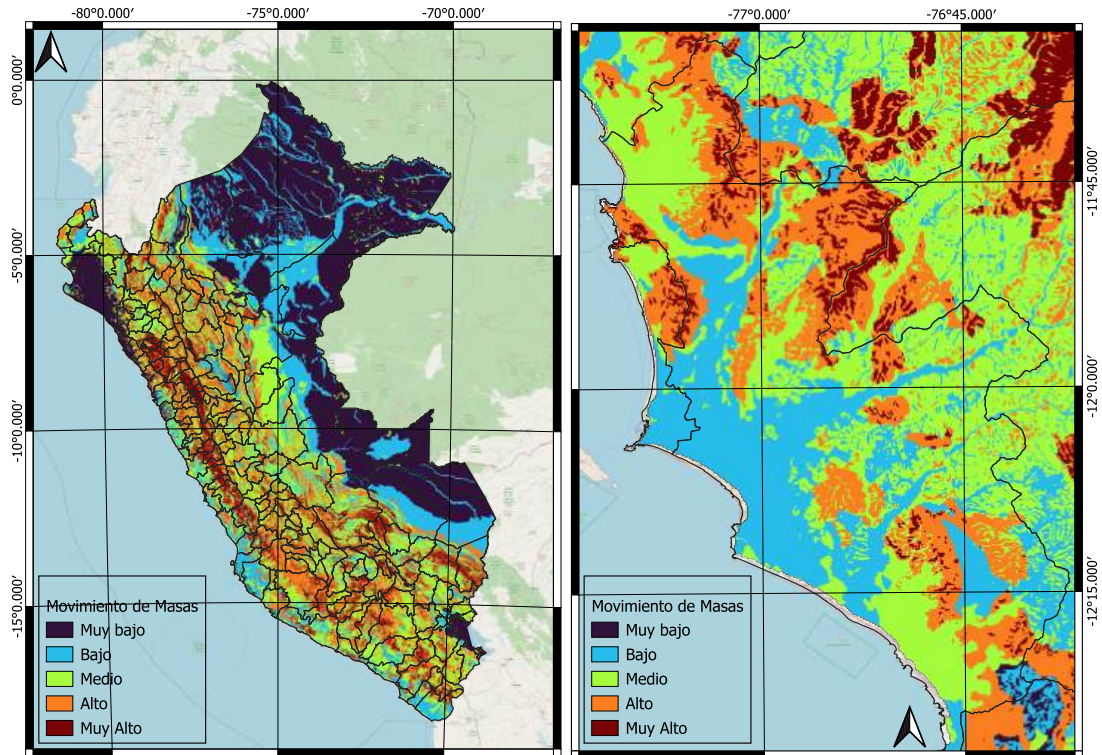 -80°0.000' -75°0.000' -70°0.000'
0°0.000'
-5°0.000'
-10°0.000'
-15°0.000'
Movimiento de Masas
Muy bajo
Bajo
Medio
Alto
Muy Alto
-77°0.000' -76°45.000'
-11°45.000'
-12°0.000'
-12°15.000'
Movimiento de Masas
Muy bajo
Bajo
Medio
Alto
Muy Alto